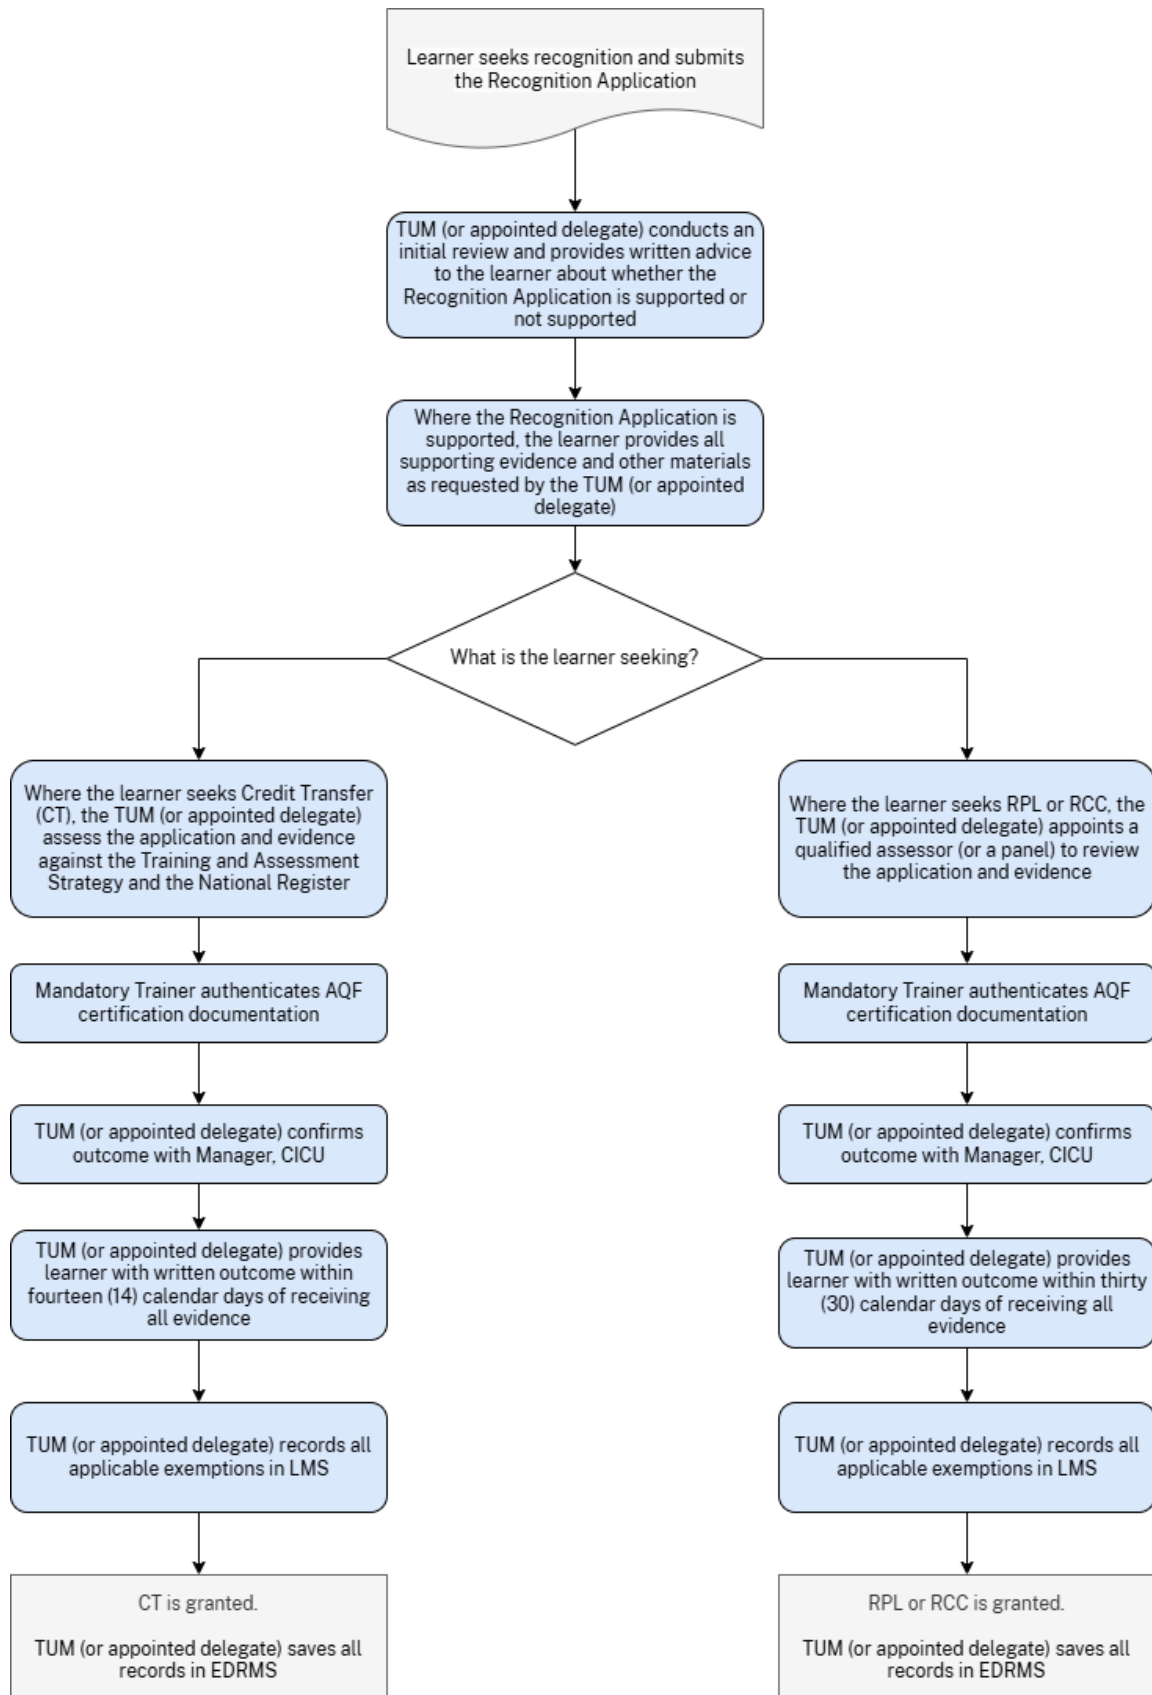 Learner seeks recognition and submits
the Recognition Application
TUM (or appointed delegate) conducts an
initial review and provides written advice
to the learner about whether the
Recognition Application is supported or
not supported
Where the Recognition Application is
supported, the learner provides all
supporting evidence and other materials
as requested by the TUM (or appointed
delegate)
What is the learner seeking?
Where the learner seeks Credit Transfer
(CT), the TUM (or appointed delegate)
assess the application and evidence
against the Training and Assessment
Strategy and the National Register
Mandatory Trainer authenticates AQF
certification documentation
TUM (or appointed delegate) confirms
outcome with Manager, CICU
TUM (or appointed delegate) provides
learner with written outcome within
fourteen (14) calendar days of receiving
all evidence
TUM (or appointed delegate) records all
applicable exemptions in LMS
CT is granted.
TUM (or appointed delegate) saves all
records in EDRMS
Where the learner seeks RPL or RCC, the
TUM (or appointed delegate) appoints a
qualified assessor (or a panel) to review
the application and evidence
Mandatory Trainer authenticates AQF
certification documentation
TUM (or appointed delegate) confirms
outcome with Manager, CICU
TUM (or appointed delegate) provides
learner with written outcome within thirty
(30) calendar days of receiving all
evidence
TUM (or appointed delegate) records all
applicable exemptions in LMS
RPL or RCC is granted.
TUM (or appointed delegate) saves all
records in EDRMS